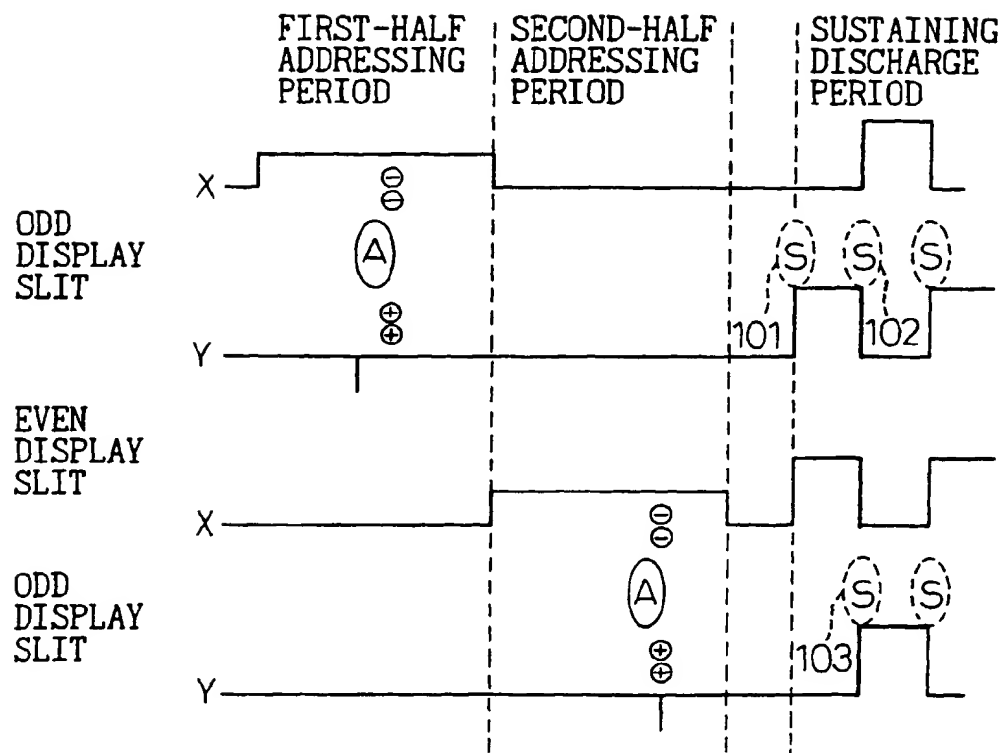 FIRST-HALF
ADDRESSING
PERIOD
SECOND-HALF
ADDRESSING
PERIOD
SUSTAINING
DISCHARGE
PERIOD
X
⊖
⊖
ODD
DISPLAY
SLIT
A
S
S
S
⊕
⊕
101
102
Y
EVEN
DISPLAY
SLIT
X
⊖
⊖
ODD
DISPLAY
SLIT
A
S
S
⊕
⊕
103
Y